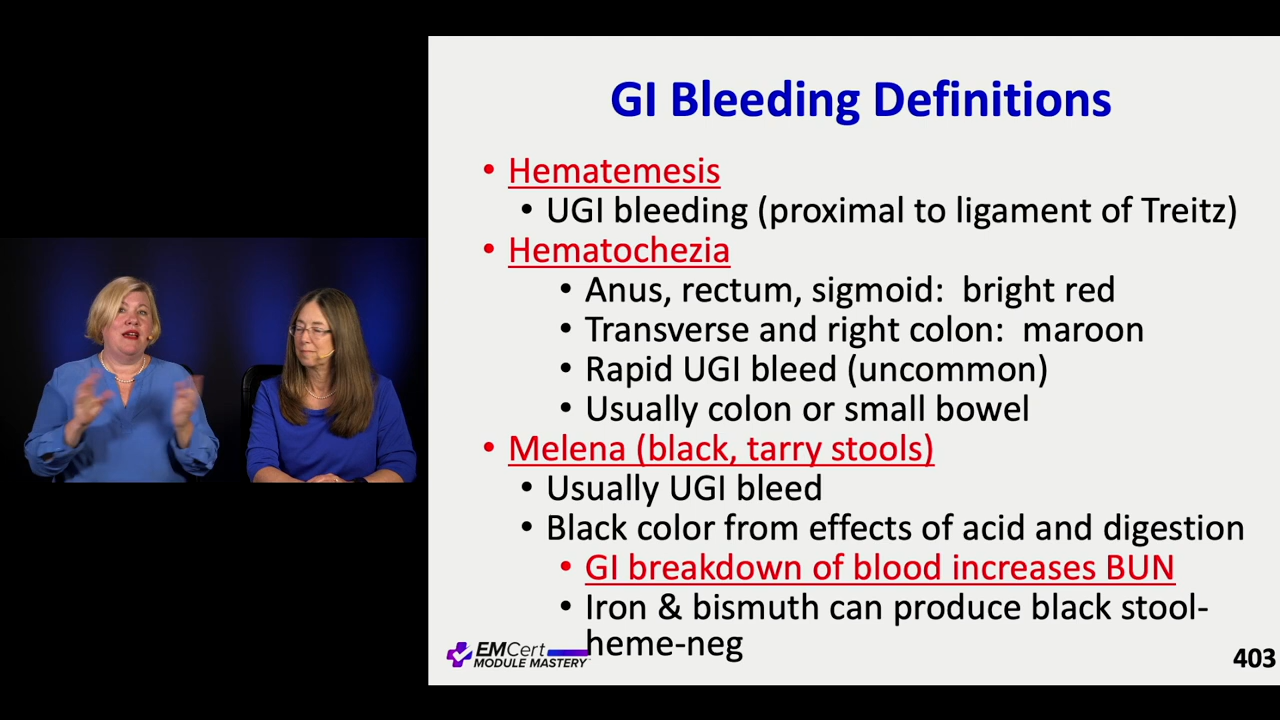 GI Bleeding Definitions
• Hematemesis
• UGI bleeding (proximal to ligament of Treitz)
• Hematochezia
• Anus, rectum, sigmoid: bright red
• Transverse and right colon: maroon
• Rapid UGI bleed (uncommon)
• Usually colon or small bowel
• Melena (black, tarry stools)
• Usually UGI bleed
• Black color from effects of acid and digestion
• GI breakdown of blood increases BUN
• Iron & bismuth can produce black stool-
heme-neg
EMCert
MODULE MASTERY
403